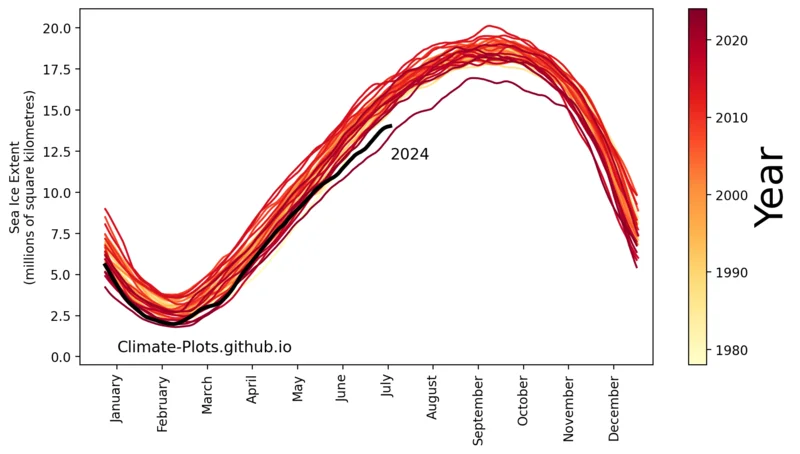 20.0
17.5
15.0
12.5
10.0
7.5
5.0
2.5
0.0
Sea Ice Extent
(millions of square kilometres)
2024
Climate-Plots.github.io
January
February
March
April
May
June
July
August
September
October
November
December
2020
2010
2000
1990
1980
Year